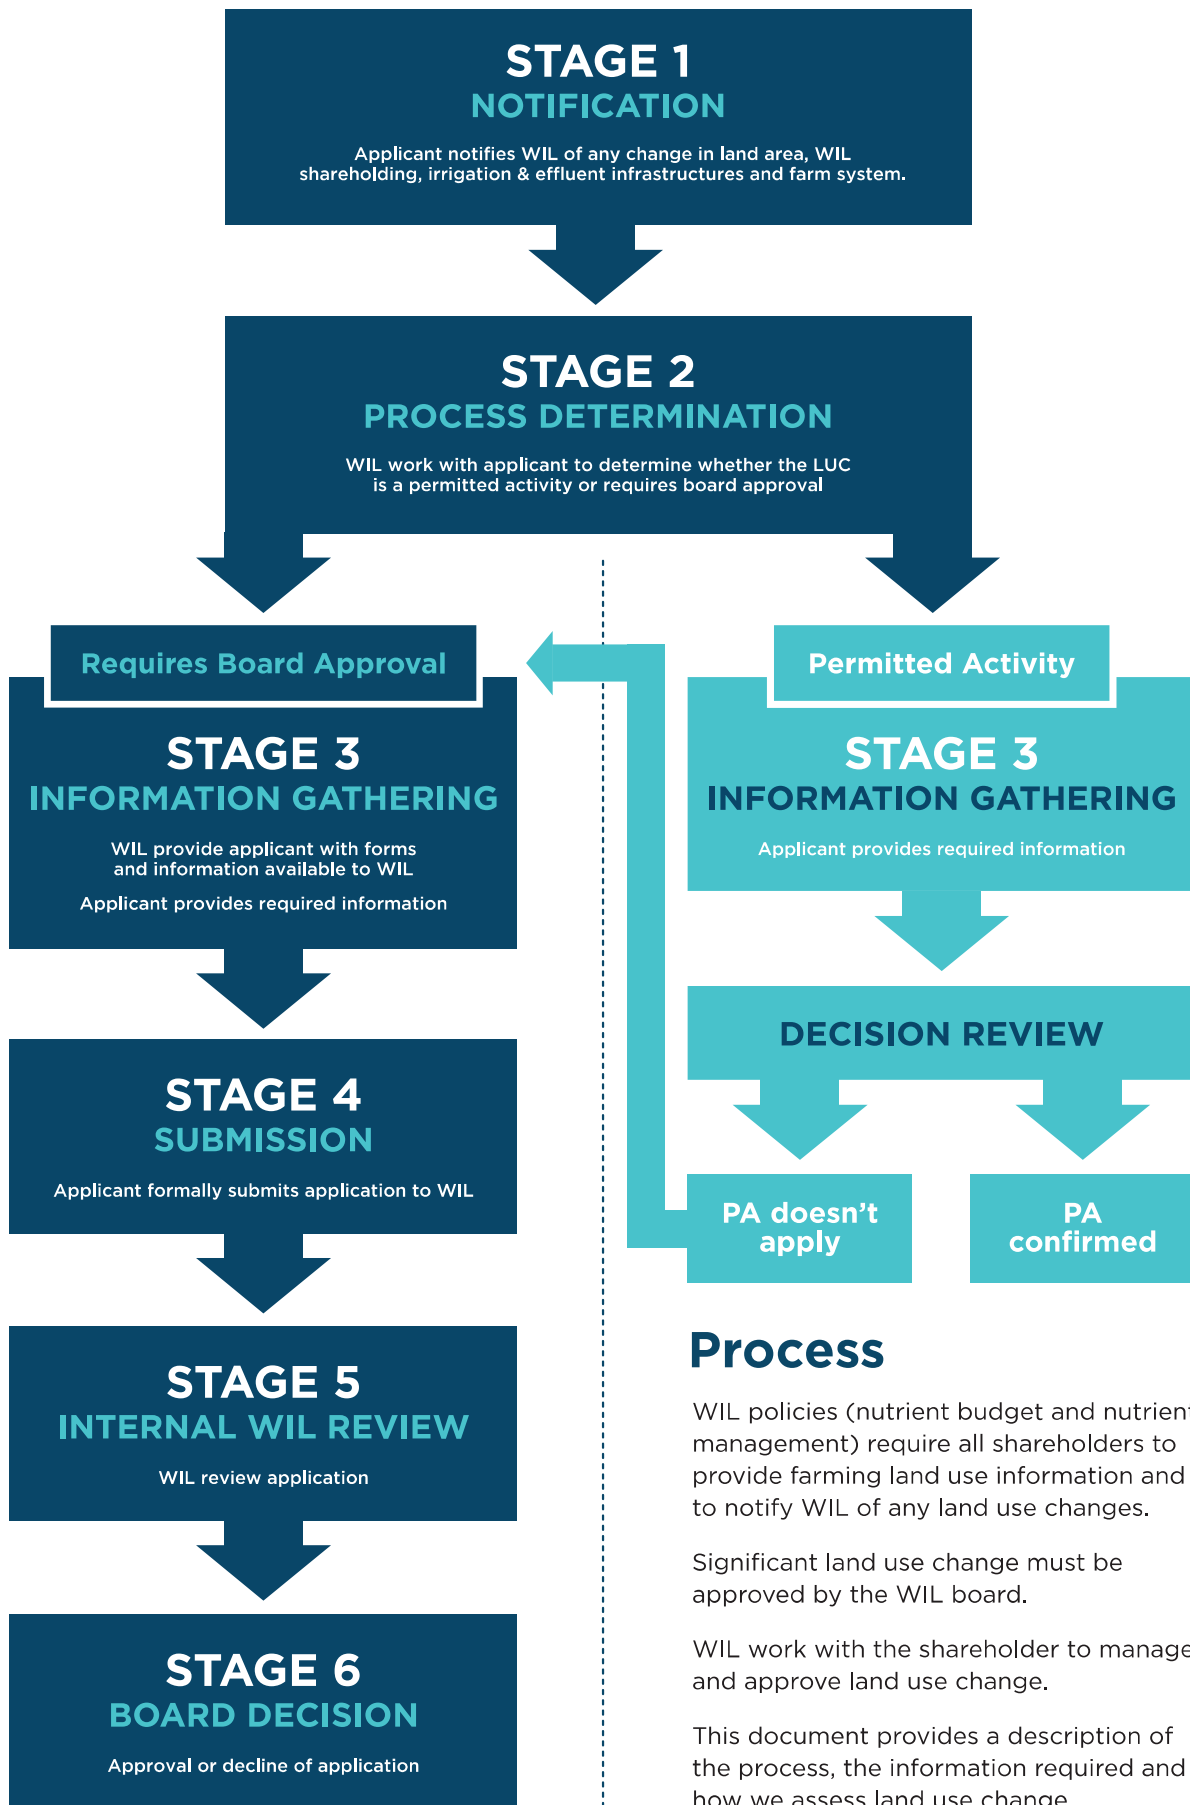 STAGE 1
NOTIFICATION
Applicant notifies WIL of any change in land area, WIL
shareholding, irrigation & effluent infrastructures and farm system.
STAGE 2
PROCESS DETERMINATION
WIL work with applicant to determine whether the LUC
is a permitted activity or requires board approval
Requires Board Approval
STAGE 3
INFORMATION GATHERING
WIL provide applicant with forms
and information available to WIL
Applicant provides required information
STAGE 4
SUBMISSION
Applicant formally submits application to WIL
STAGE 5
INTERNAL WIL REVIEW
WIL review application
STAGE 6
BOARD DECISION
Approval or decline of application
Permitted Activity
STAGE 3
INFORMATION GATHERING
Applicant provides required information
DECISION REVIEW
PA doesn't
apply
PA
confirmed
Process
WIL policies (nutrient budget and nutrient
management) require all shareholders to
provide farming land use information and
to notify WIL of any land use changes.
Significant land use change must be
approved by the WIL board.
WIL work with the shareholder to manage
and approve land use change.
This document provides a description of
the process, the information required and
how we assess land use change